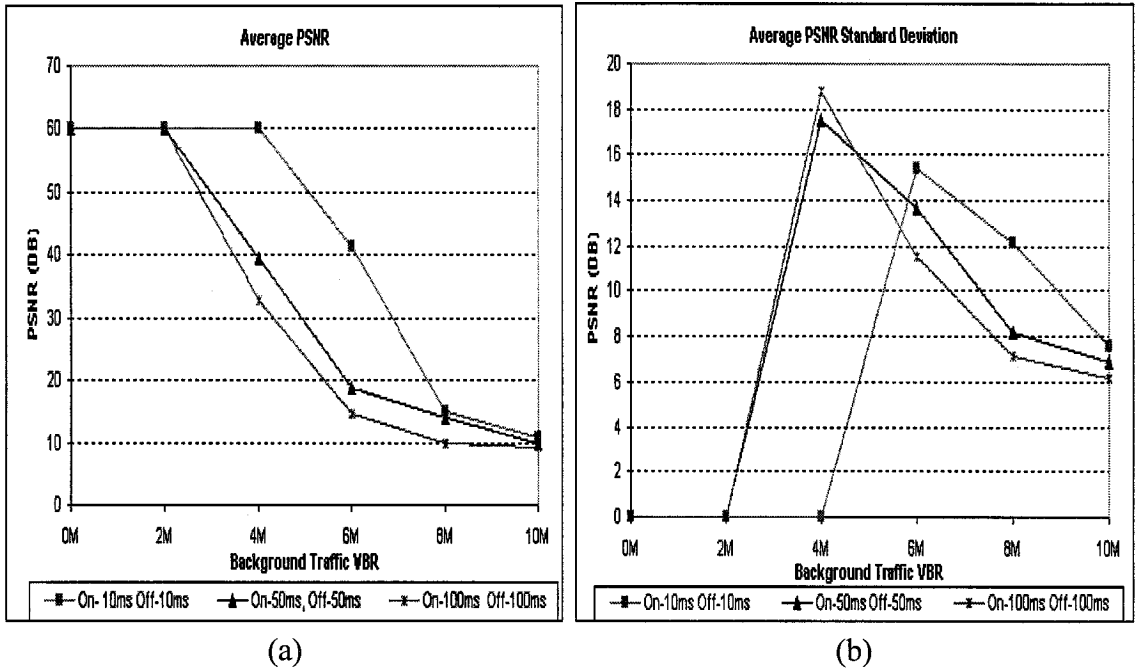 Average PSNR
70
60
50
40
30
20
10
0
PSNR (DB)
0M 2M 4M 6M 8M 10M
Background Traffic VBR
On- 10ms Off-10ms On-50ms, Off-50ms On-100ms Off-100ms
(a)
Average PSNR Standard Deviation
20
18
16
14
12
10
8
6
4
2
0
PSNR (DB)
0M 2M 4M 6M 8M 10M
Background Traffic VBR
On-10ms Off-10ms On-50ms Off-50ms On-100ms Off-100ms
(b)